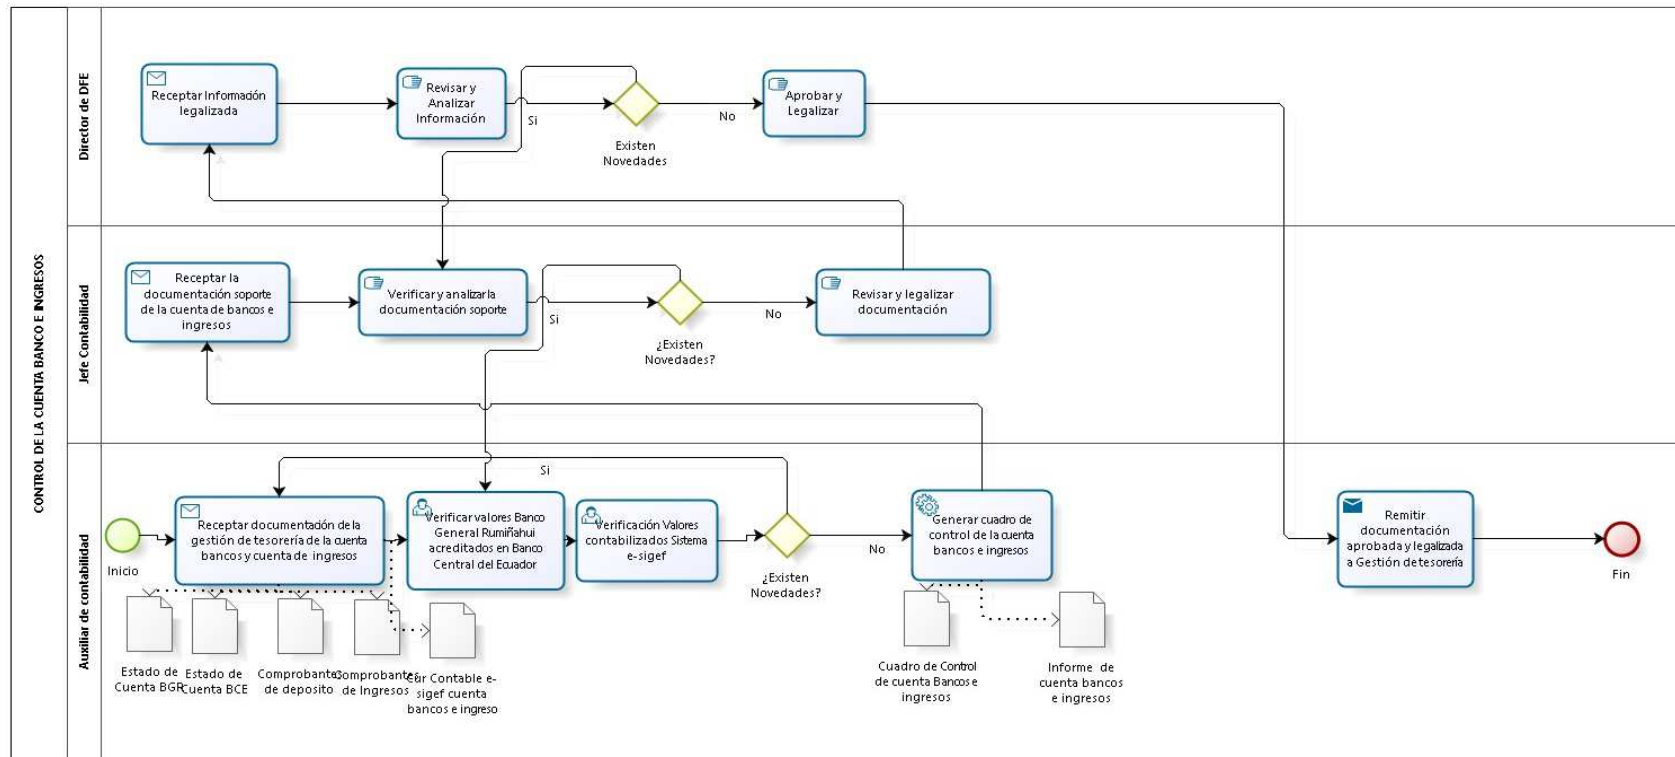 CONTROL DE LA CUENTA BANCO E INGRESOS
Director de DFE
Receptar Información
legalizada
Revisar y
Analizar
Información
Si
Existen
Novedades
No
Aprobar y
Legalizar
Jefe Contabilidad
Receptar la
documentación soporte
de la cuenta de bancos e
ingresos
Verificar y analizar la
documentación soporte
Si
¿Existen
Novedades?
No
Revisar y legalizar
documentación
Auxiliar de contabilidad
Inicio
Receptar documentación de la
gestión de tesorería de la cuenta
bancos y cuenta de ingresos
Verificar valores Banco
General Rumiñahui
acreditados en Banco
Central del Ecuador
Verificación Valores
contabilizados Sistema
e-sigef
Si
¿Existen
Novedades?
No
Generar cuadro de
control de la cuenta
bancos e ingresos
Remitir
documentación
aprobada y legalizada
a Gestión de tesorería
Fin
Estado de
Cuenta BGR
Estado de
Cuenta BCE
Comprobantes
de deposito
Comprobantes
de Ingresos
Cur Contable e-
sigef cuenta
bancos e ingreso
Cuadro de Control
de cuenta Bancos e
ingresos
Informe de
cuenta bancos
e ingresos